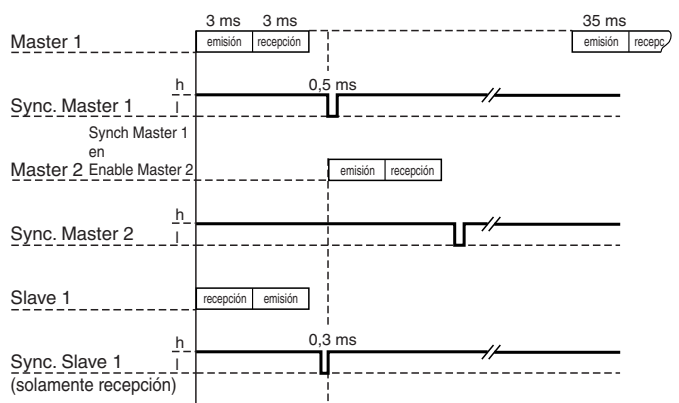 3 ms 3 ms 35 ms
Master 1 emisión recepción emisión recepc
h 0,5 ms
Sync. Master 1 l
Synch Master 1
en
Master 2 Enable Master 2 emisión recepción
h
Sync. Master 2 l
Slave 1 recepción emisión
h 0,3 ms
Sync. Slave 1 l
(solamente recepción)